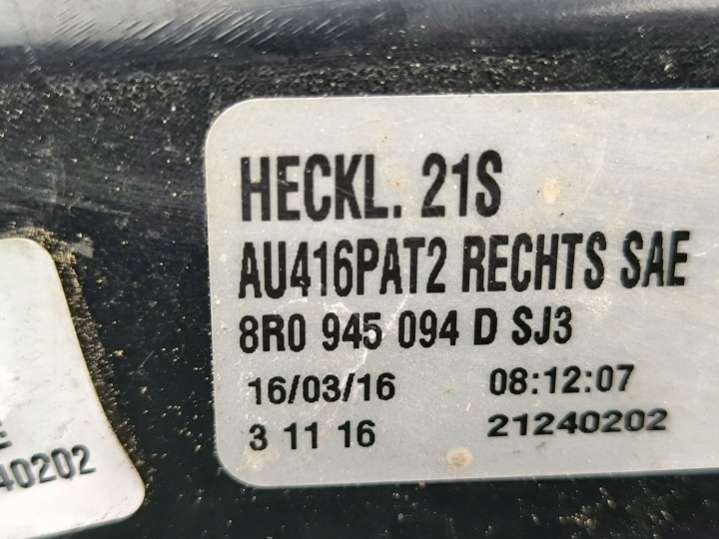 HECKL. 21S
AU416PAT2 RECHTS SAE
8R0 945 094 D SJ3
16/03/16 08:12:07
3 11 16 21240202
E
40202